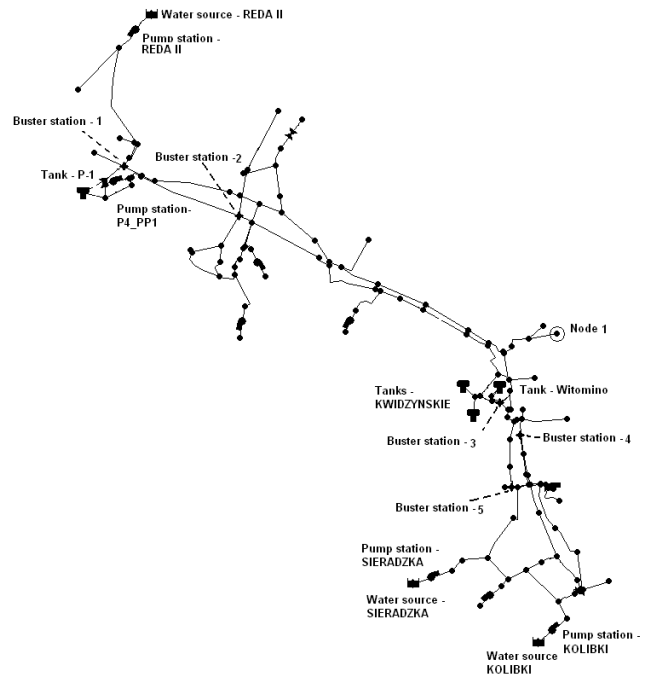 Water source - REDA II
Pump station -
REDA II
Buster station - 1
Buster station -2
Tank - P-1
Pump station-
P4_PP1
Node 1
Tanks -
KWIDZYNSKIE
Tank - Witomino
Buster station - 3
Buster station - 4
Buster station - 5
Pump station -
SIERADZKA
Water source -
SIERADZKA
Pump station -
KOLIBKI
Water source
KOLIBKI